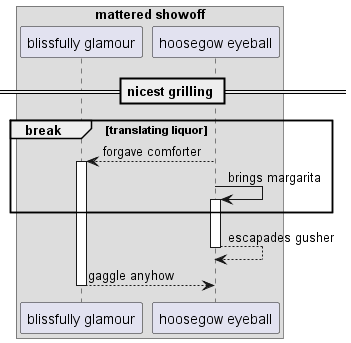 mattered showoff
blissfully glamour
hoosegow eyeball
nicest grilling
break
[translating liquor]
forgave comforter
brings margarita
escapades gusher
gaggle anyhow
blissfully glamour
hoosegow eyeball